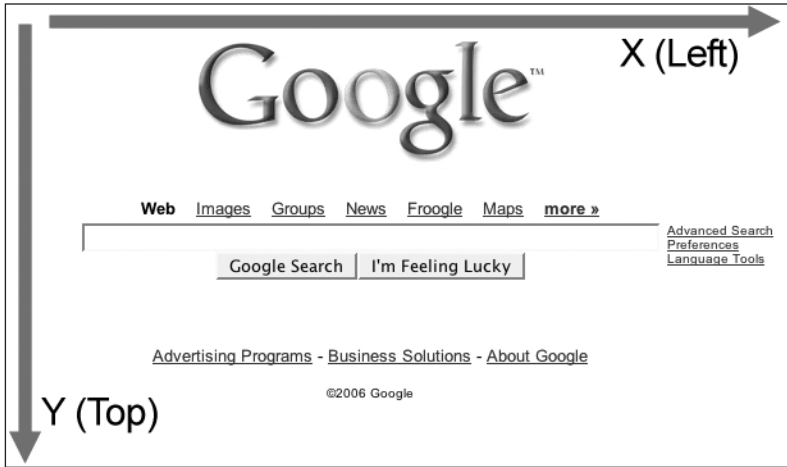 X (Left)
Google™
Web Images Groups News Froogle Maps more »
Advanced Search
Preferences
Language Tools
Google Search I'm Feeling Lucky
Advertising Programs - Business Solutions - About Google
©2006 Google
Y (Top)